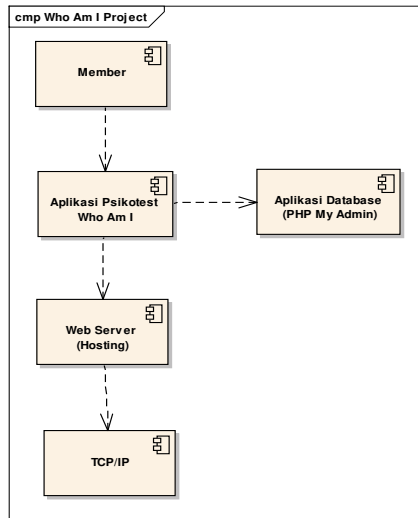 cmp Who Am I Project
Member
Aplikasi Psikotest
Who Am I
Aplikasi Database
(PHP My Admin)
Web Server
(Hosting)
TCP/IP